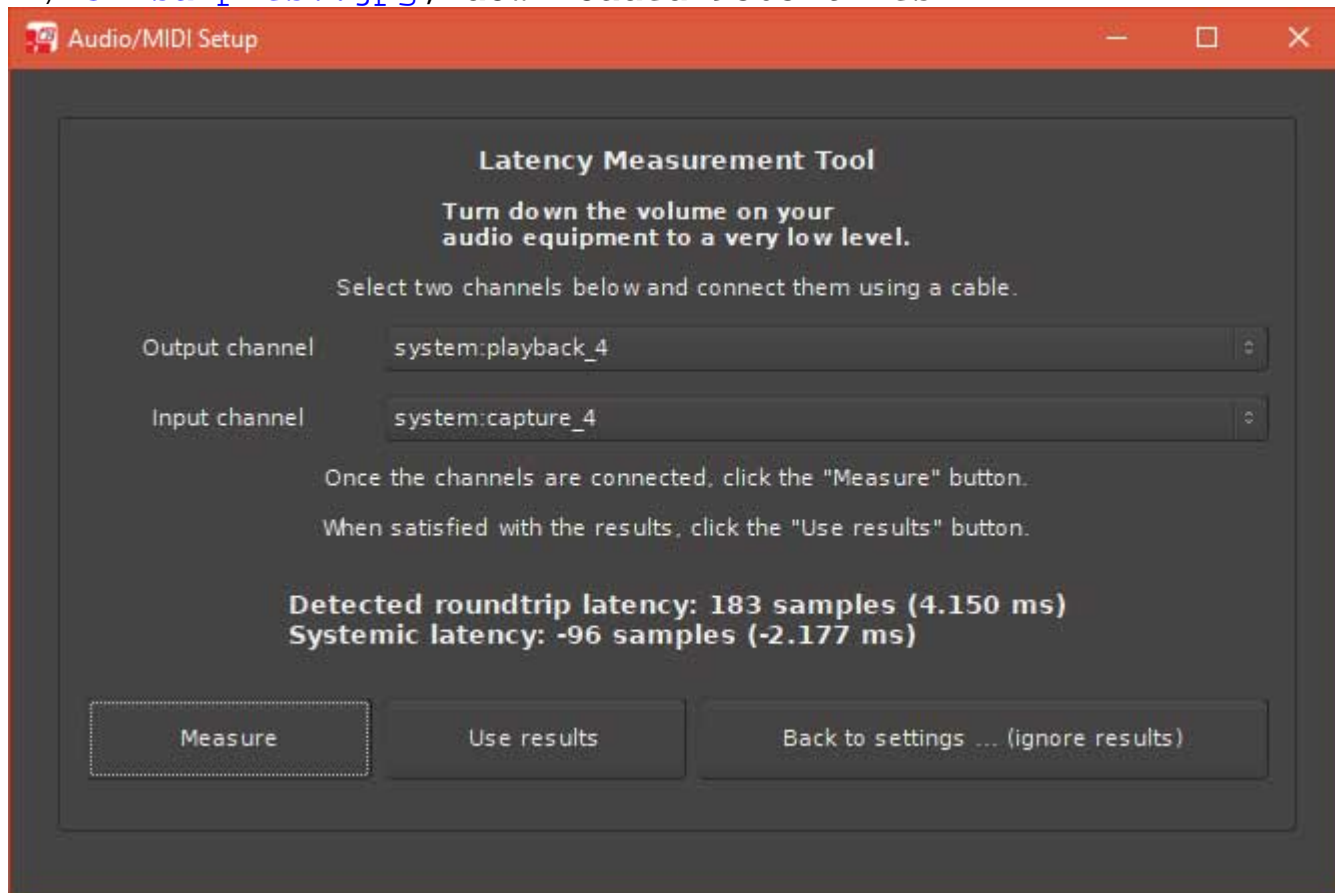 Audio/MIDI Setup
Latency Measurement Tool
Turn down the volume on your
audio equipment to a very low level.
Select two channels below and connect them using a cable.
Output channel system:playback_4
Input channel system:capture_4
Once the channels are connected, click the "Measure" button.
When satisfied with the results, click the "Use results" button.
Detected roundtrip latency: 183 samples (4.150 ms)
Systemic latency: -96 samples (-2.177 ms)
Measure Use results Back to settings ... (ignore results)